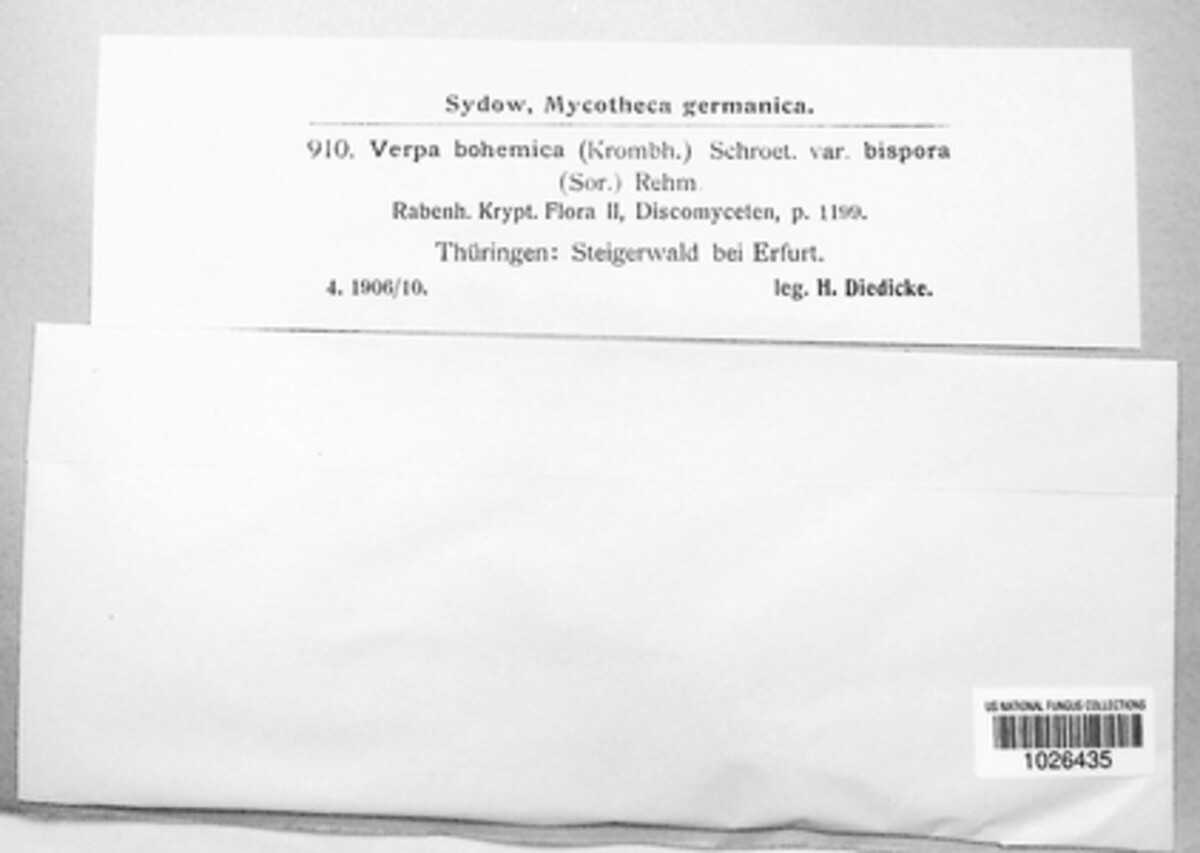 Sydow, Mycotheca germanica.
910. Verpa bohemica (Krombh.) Schroet. var. bispora
(Sor.) Rehm.
Rabenh. Krypt. Flora II, Discomyceten, p. 1199.
Thüringen: Steigerwald bei Erfurt.
4. 1906/10. leg. H. Diedicke.
US NATIONAL FUNGUS COLLECTIONS
1026435